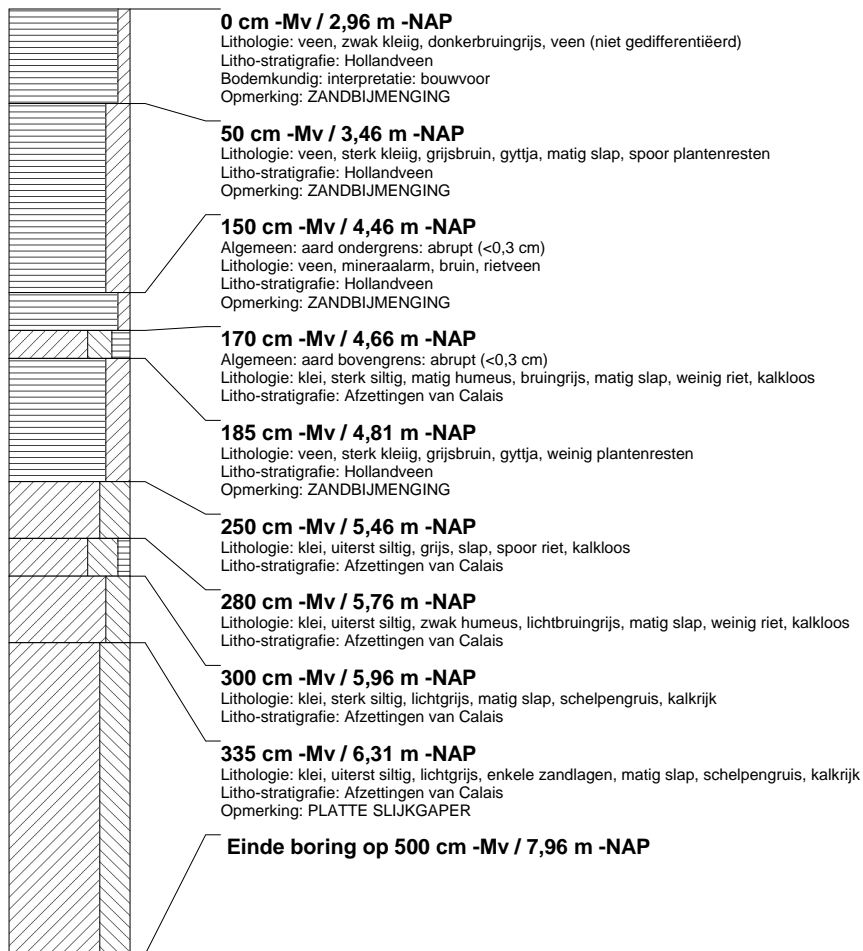 0 cm -Mv / 2,96 m -NAP
Lithologie: veen, zwak kleiig, donkerbruingrijs, veen (niet gedifferentiëerd)
Litho-stratigrafie: Hollandveen
Bodemkundig: interpretatie: bouwvoor
Opmerking: ZANDBIJMENGING
50 cm -Mv / 3,46 m -NAP
Lithologie: veen, sterk kleiig, grijsbruin, gyttja, matig slap, spoor plantenresten
Litho-stratigrafie: Hollandveen
Opmerking: ZANDBIJMENGING
150 cm -Mv / 4,46 m -NAP
Algemeen: aard ondergrens: abrupt (<0,3 cm)
Lithologie: veen, mineraalarm, bruin, rietveen
Litho-stratigrafie: Hollandveen
Opmerking: ZANDBIJMENGING
170 cm -Mv / 4,66 m -NAP
Algemeen: aard bovengrens: abrupt (<0,3 cm)
Lithologie: klei, sterk siltig, matig humeus, bruingrijs, matig slap, weinig riet, kalkloos
Litho-stratigrafie: Afzettingen van Calais
185 cm -Mv / 4,81 m -NAP
Lithologie: veen, sterk kleiig, grijsbruin, gyttja, weinig plantenresten
Litho-stratigrafie: Hollandveen
Opmerking: ZANDBIJMENGING
250 cm -Mv / 5,46 m -NAP
Lithologie: klei, uiterst siltig, grijs, slap, spoor riet, kalkloos
Litho-stratigrafie: Afzettingen van Calais
280 cm -Mv / 5,76 m -NAP
Lithologie: klei, uiterst siltig, zwak humeus, lichtbruingrijs, matig slap, weinig riet, kalkloos
Litho-stratigrafie: Afzettingen van Calais
300 cm -Mv / 5,96 m -NAP
Lithologie: klei, sterk siltig, lichtgrijs, matig slap, schelpengruis, kalkrijk
Litho-stratigrafie: Afzettingen van Calais
335 cm -Mv / 6,31 m -NAP
Lithologie: klei, uiterst siltig, lichtgrijs, enkele zandlagen, matig slap, schelpengruis, kalkrijk
Litho-stratigrafie: Afzettingen van Calais
Opmerking: PLATTE SLIJKGAPER
Einde boring op 500 cm -Mv / 7,96 m -NAP